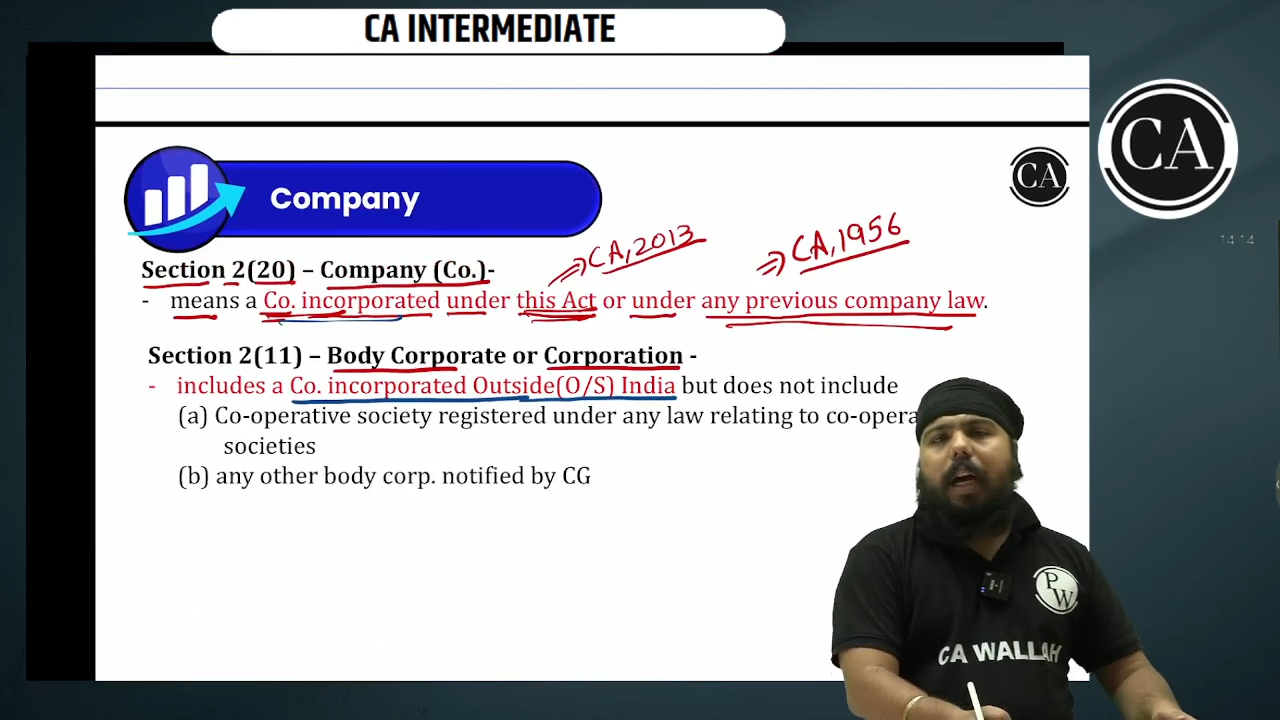 CA INTERMEDIATE
CA
CA
Company
14:14
CA, 2013
CA, 1956
Section 2(20) – Company (Co.)-
- means a Co. incorporated under this Act or under any previous company law.
Section 2(11) – Body Corporate or Corporation -
- includes a Co. incorporated Outside(O/S) India but does not include
(a) Co-operative society registered under any law relating to co-opera
societies
(b) any other body corp. notified by CG
PW
CA WALLAH